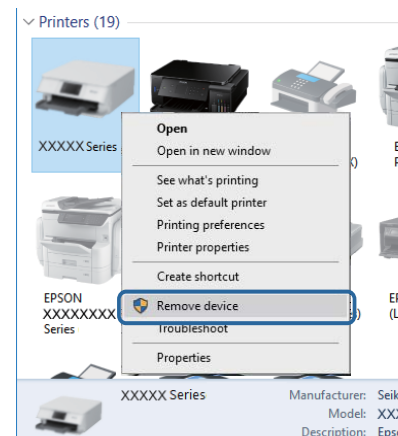 Printers (19)
XXXXX Series
Open
Open in new window
See what's printing
Set as default printer
Printing preferences
Printer properties
Create shortcut
Remove device
Troubleshoot
Properties
EPSON
XXXXXXXX
Series
XXXXX Series
Manufacturer:
Model:
Description: